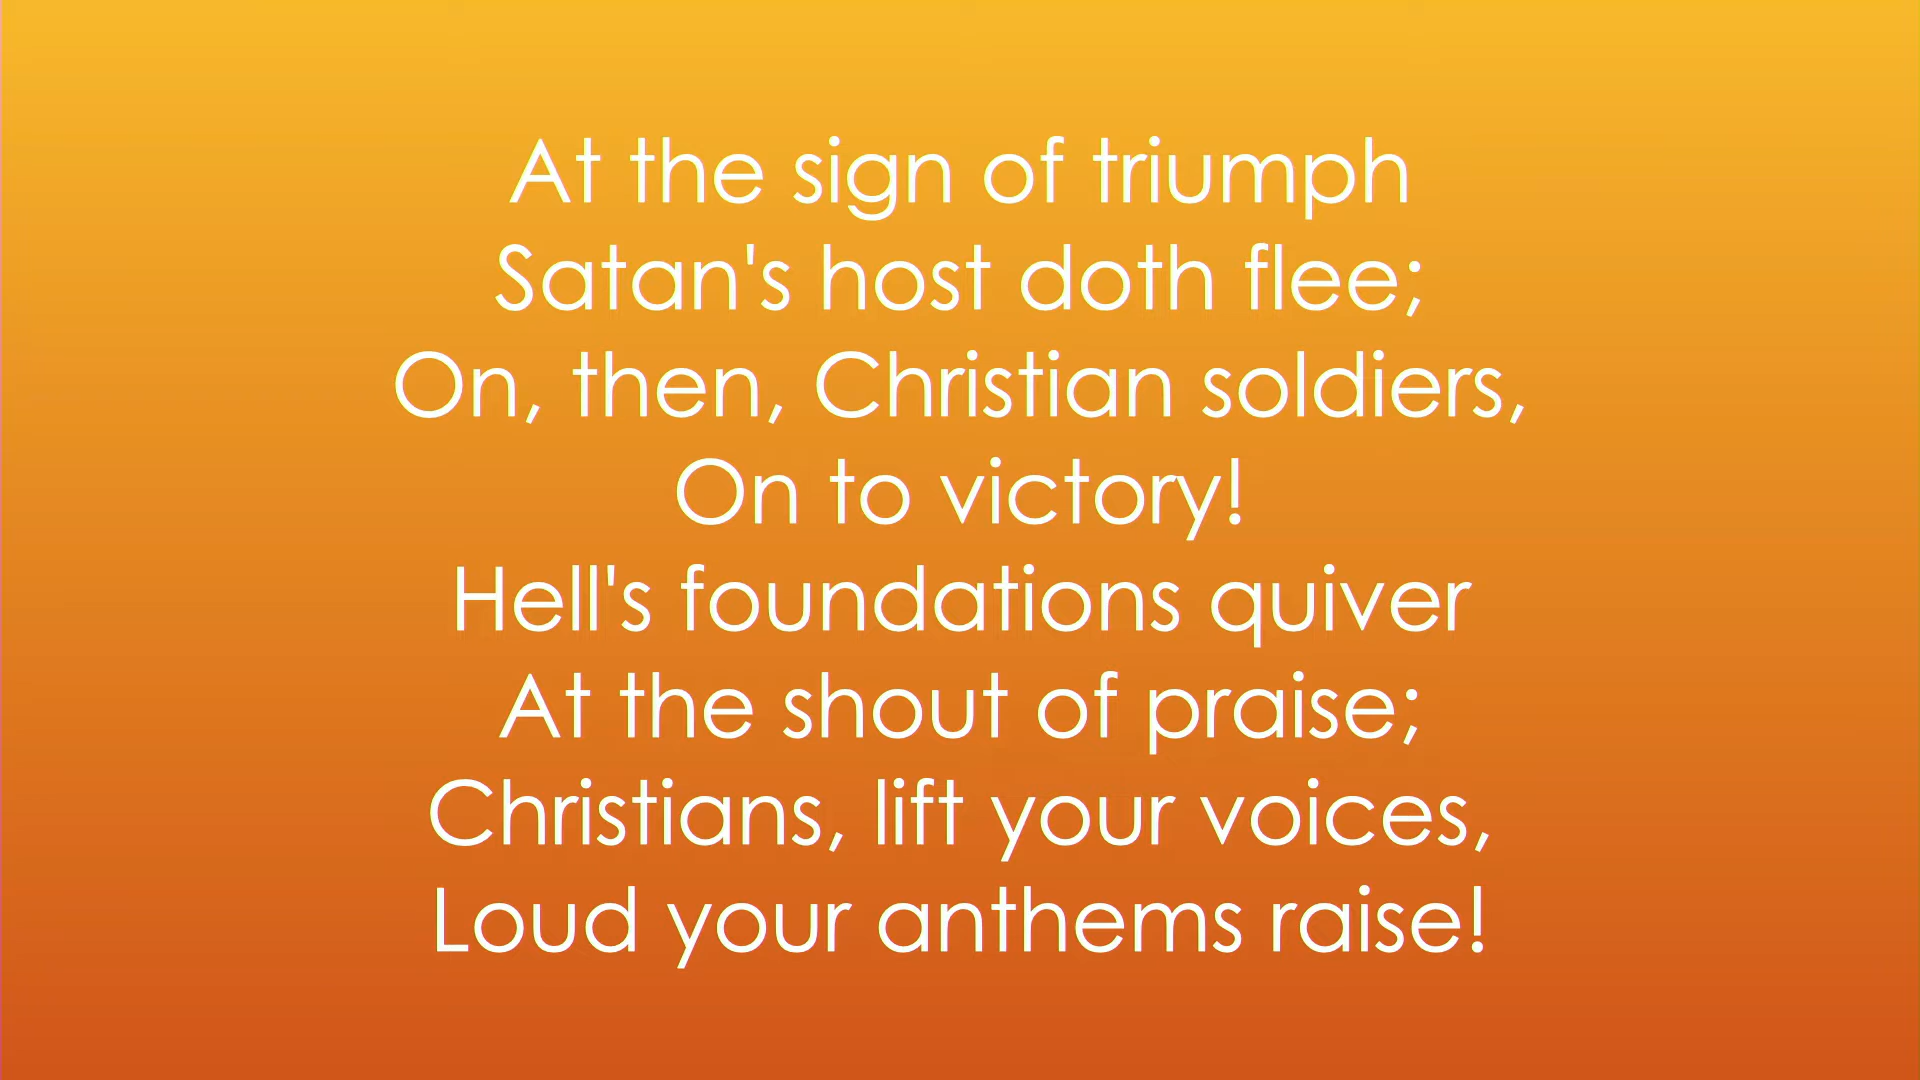 At the sign of triumph
Satan's host doth flee;
On, then, Christian soldiers,
On to victory!
Hell's foundations quiver
At the shout of praise;
Christians, lift your voices,
Loud your anthems raise!